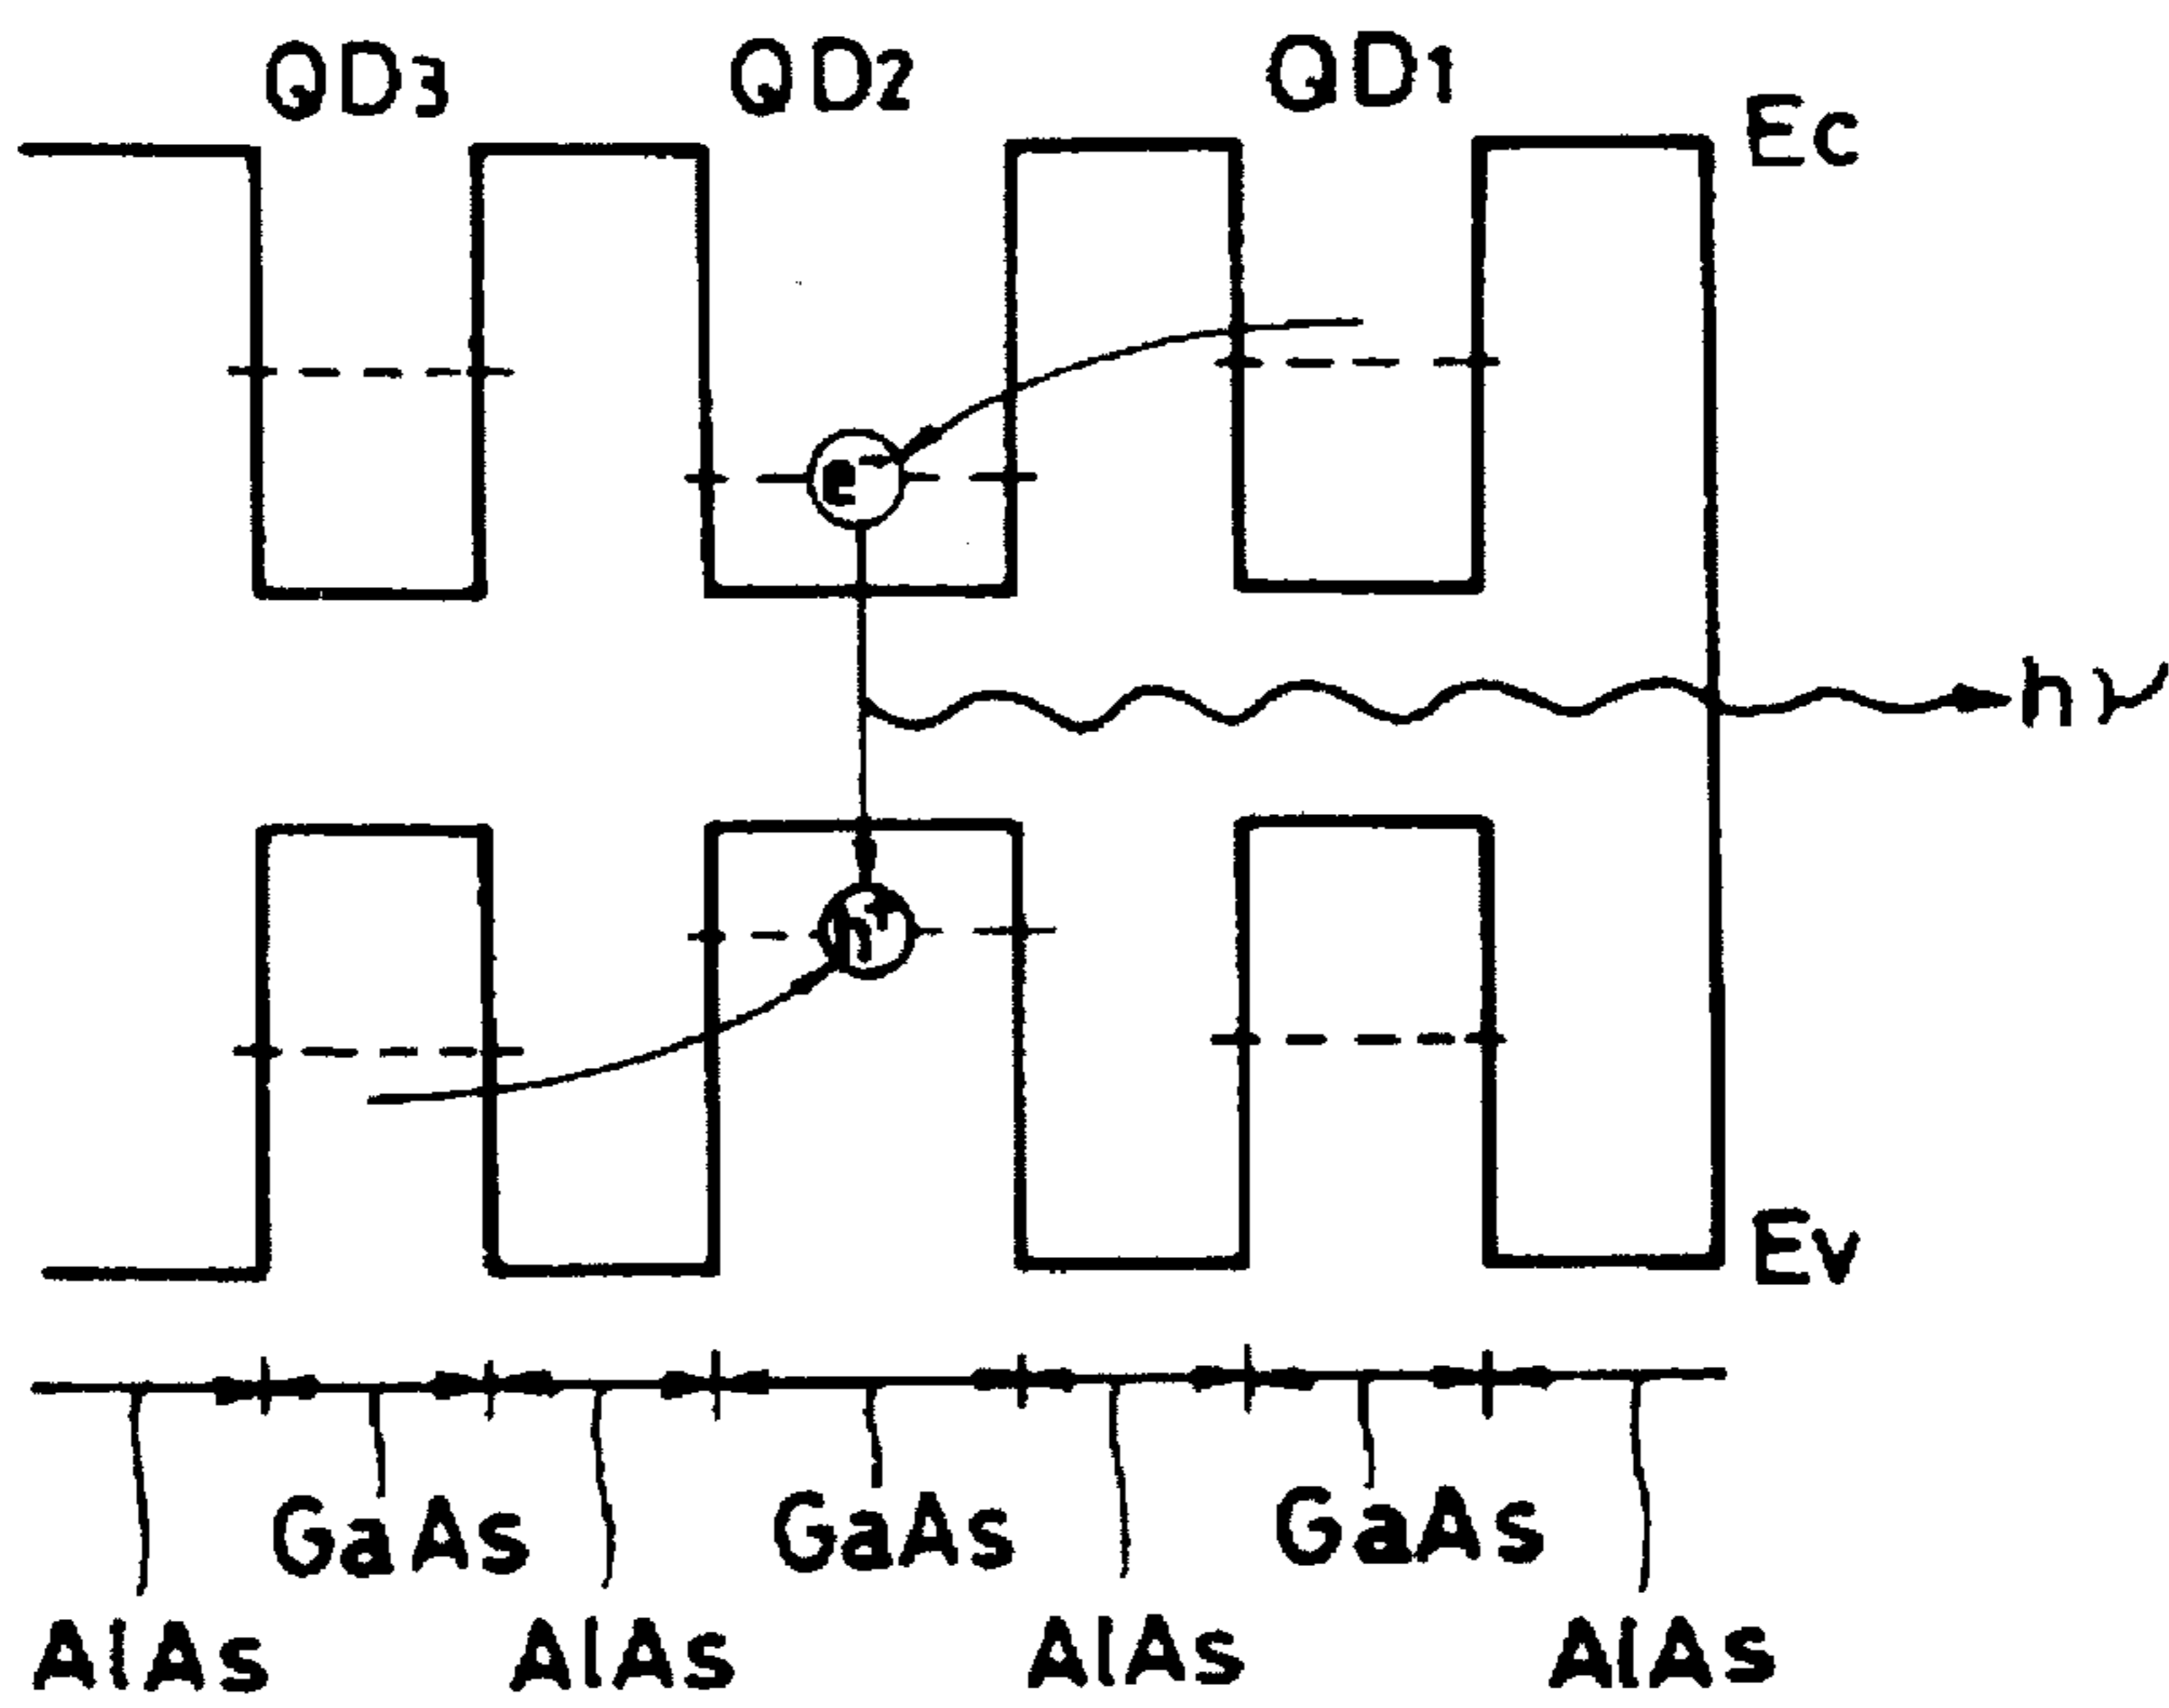 QD3 QD2 QD1
Ec
e-
hν
h+
Ev
GaAs GaAs GaAs
AlAs AlAs AlAs AlAs